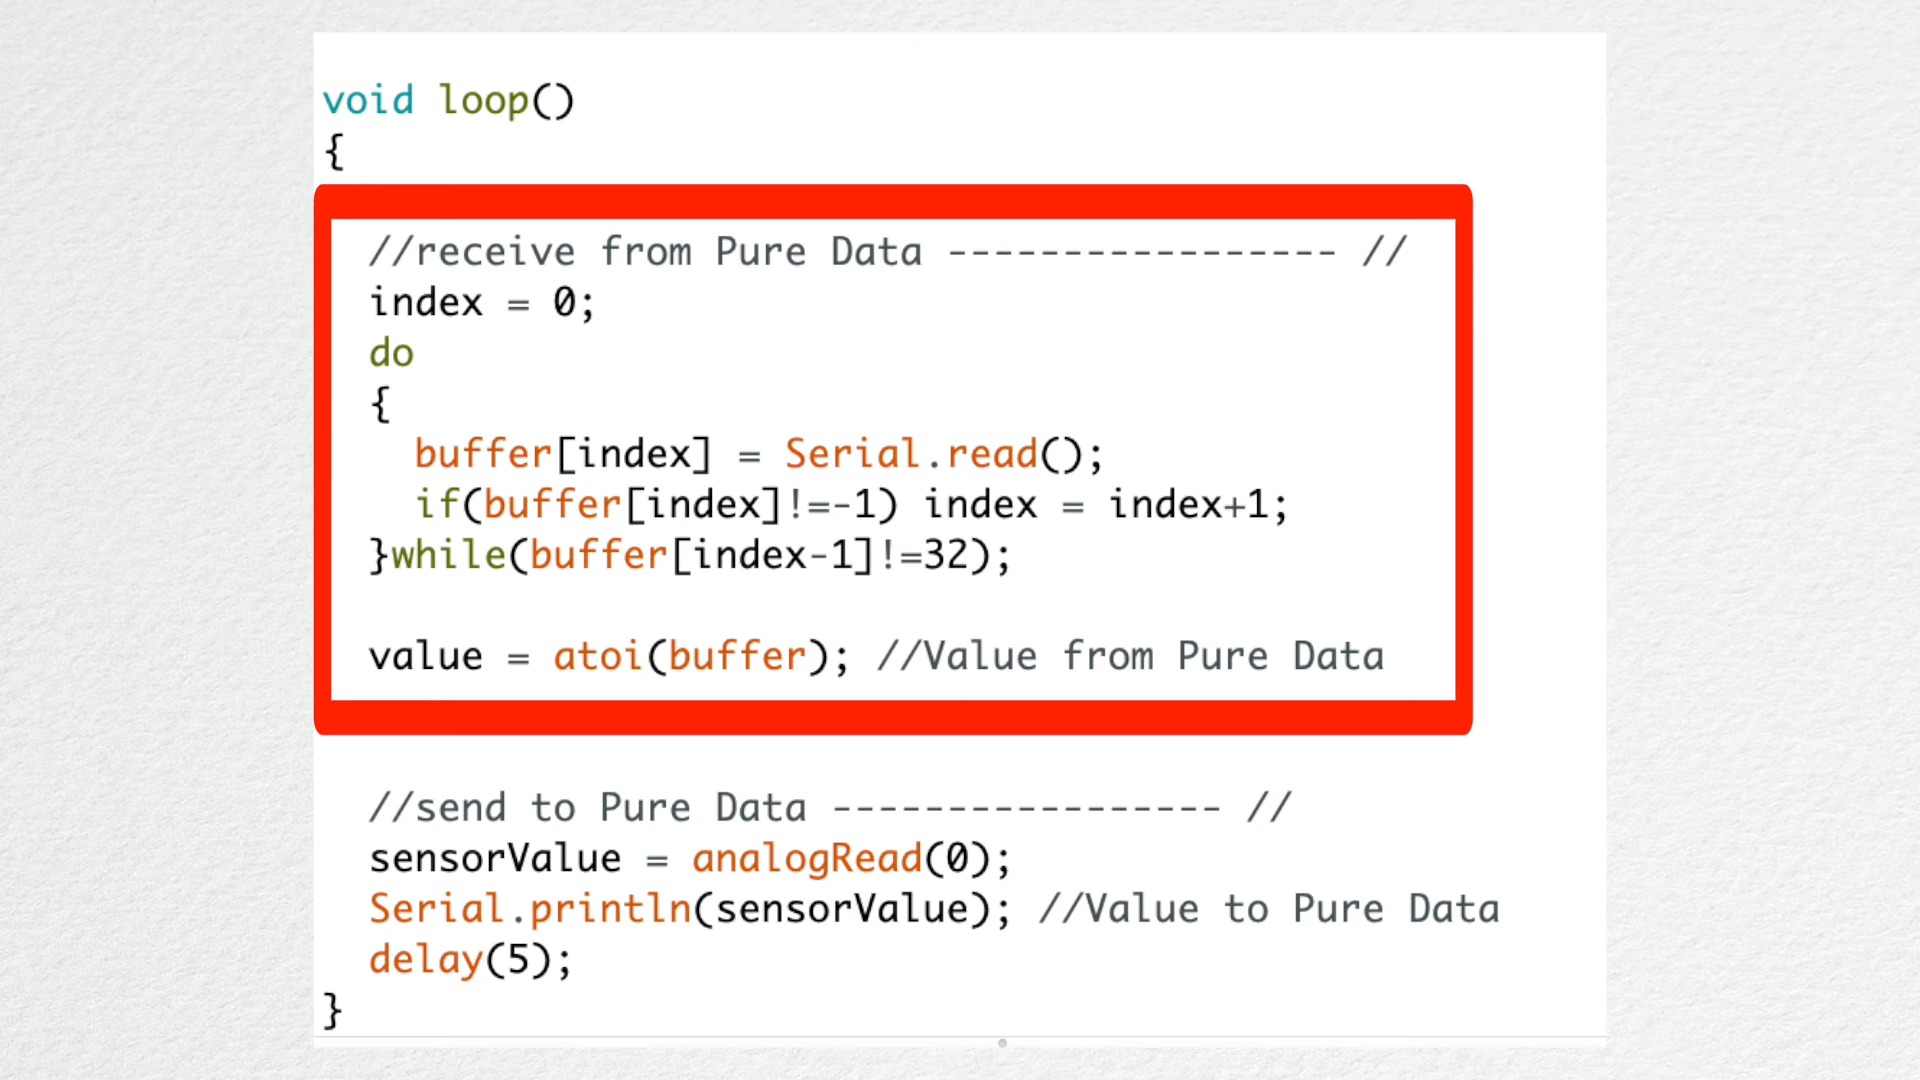 void loop()
{
//receive from Pure Data ----------------- //
index = 0;
do
{
buffer[index] = Serial.read();
if(buffer[index]!=-1) index = index+1;
}while(buffer[index-1]!=32);
value = atoi(buffer); //Value from Pure Data
//send to Pure Data ----------------- //
sensorValue = analogRead(0);
Serial.println(sensorValue); //Value to Pure Data
delay(5);
}